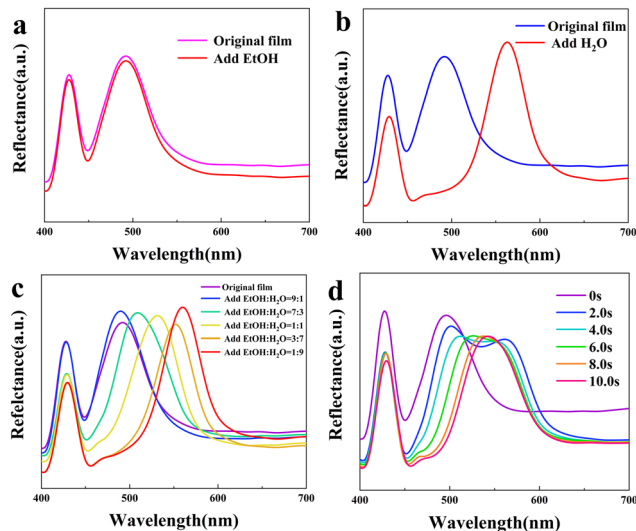 a
Original film
Add EtOH
Reflectance(a.u.)
400
500
600
700
Wavelength(nm)
b
Original film
Add H₂O
Reflectance(a.u.)
400
500
600
700
Wavelength(nm)
c
Original film
Add EtOH:H₂O=9:1
Add EtOH:H₂O=7:3
Add EtOH:H₂O=1:1
Add EtOH:H₂O=3:7
Add EtOH:H₂O=1:9
Refelctance(a.u.)
400
500
600
700
Wavelength(nm)
d
0s
2.0s
4.0s
6.0s
8.0s
10.0s
Reflectance(a.u.)
400
500
600
700
Wavelength(nm)